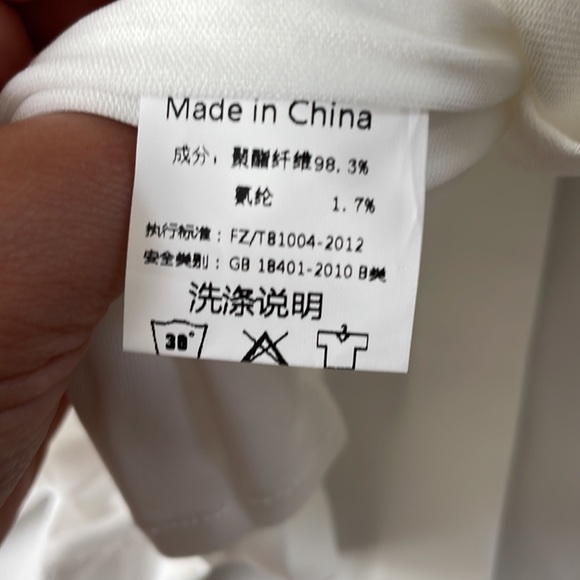 Made in China
成分: 聚酯纤维98.3%
氨纶 1.7%
执行标准: FZ/T81004-2012
安全类别: GB 18401-2010 B类
洗涤说明
30°